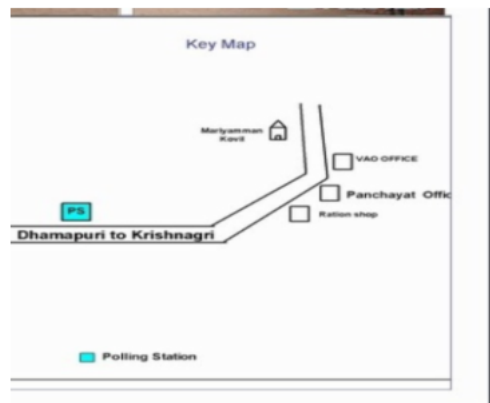 Key Map
Mariyamman
Kovil
VAO OFFICE
Panchayat Offic
PS
Ration shop
Dhamapuri to Krishnagri
Polling Station